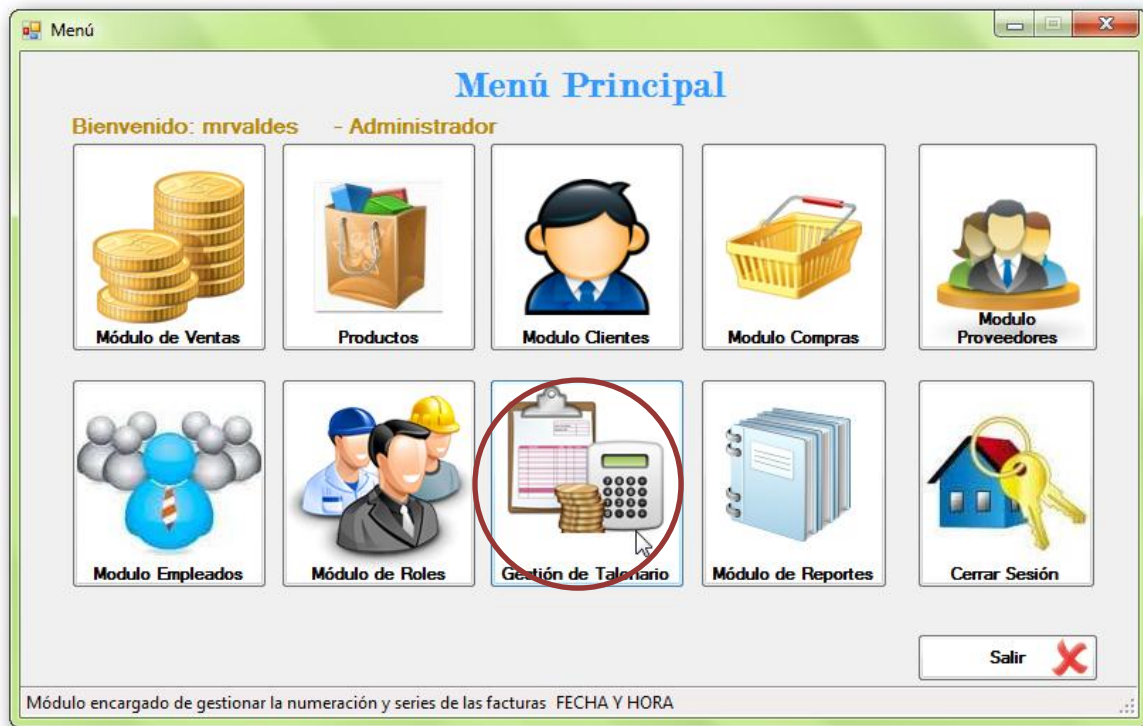 Menú
Menú Principal
Bienvenido: mrvaldes - Administrador
Módulo de Ventas
Productos
Modulo Clientes
Modulo Compras
Modulo
Proveedores
Modulo Empleados
Módulo de Roles
Gestión de Talonario
Módulo de Reportes
Cerrar Sesión
Salir
Módulo encargado de gestionar la numeración y series de las facturas FECHA Y HORA